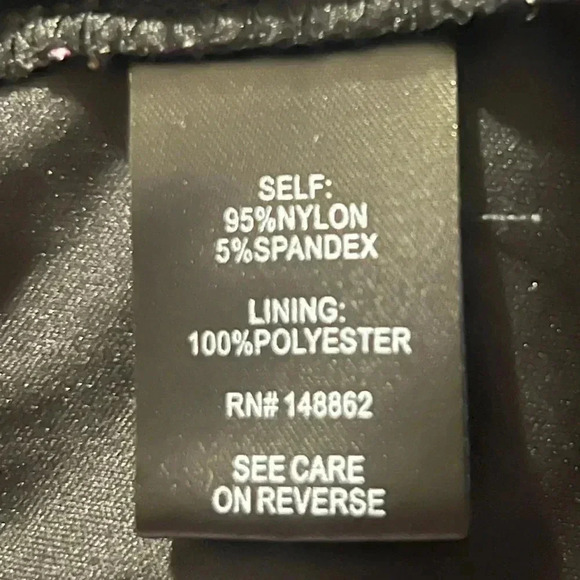 SELF:
95%NYLON
5%SPANDEX
LINING:
100%POLYESTER
RN# 148862
SEE CARE
ON REVERSE